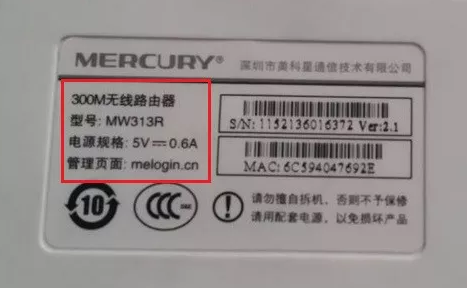 MERCURY® 深圳市美科星通信技术有限公司
300M无线路由器
型号: MW313R
电源规格: 5V⎓0.6A
管理页面: melogin.cn
S/N: 1152136016372 Ver:2.1
MAC: 6C594047692E
10
CCC
S&E
请勿擅自拆机，否则不予保修
请用配套电源，以免损坏产品